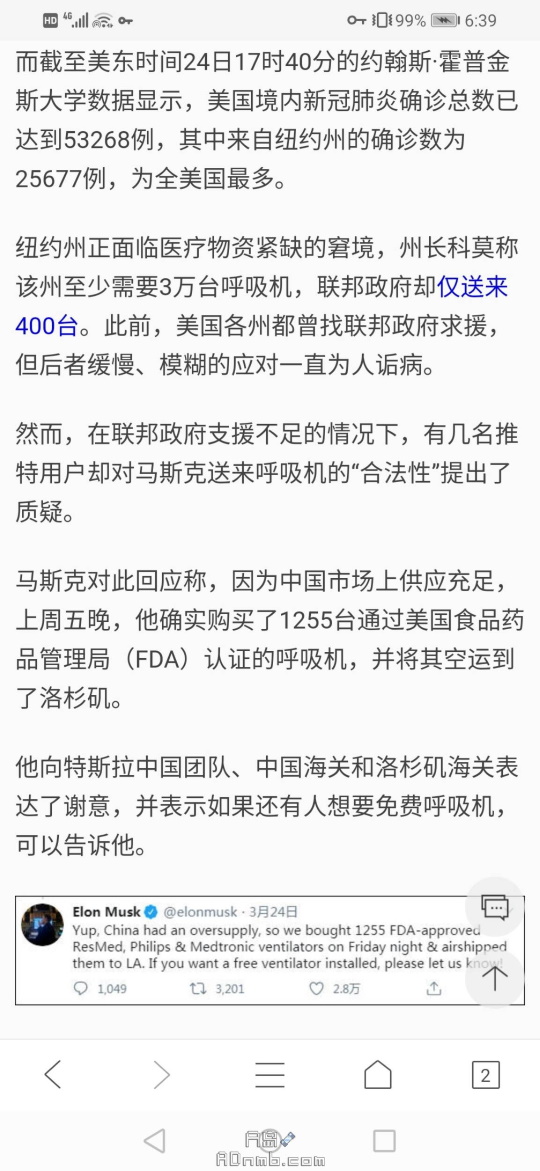 HD 4G 99% 6:39
而截至美东时间24日17时40分的约翰斯·霍普金
斯大学数据显示，美国境内新冠肺炎确诊总数已
达到53268例，其中来自纽约州的确诊数为
25677例，为全美国最多。
纽约州正面临医疗物资紧缺的窘境，州长科莫称
该州至少需要3万台呼吸机，联邦政府却仅送来
400台。此前，美国各州都曾找联邦政府求援，
但后者缓慢、模糊的应对一直为人诟病。
然而，在联邦政府支援不足的情况下，有几名推
特用户却对马斯克送来呼吸机的“合法性”提出了
质疑。
马斯克对此回应称，因为中国市场上供应充足，
上周五晚，他确实购买了1255台通过美国食品药
品管理局（FDA）认证的呼吸机，并将其空运到
了洛杉矶。
他向特斯拉中国团队、中国海关和洛杉矶海关表
达了谢意，并表示如果还有人想要免费呼吸机，
可以告诉他。
Elon Musk @elonmusk · 3月24日
Yup, China had an oversupply, so we bought 1255 FDA-approved
ResMed, Philips & Medtronic ventilators on Friday night & airshipped
them to LA. If you want a free ventilator installed, please let us know!
1,049 3,201 2.8万
2
A岛
ADnmb.com